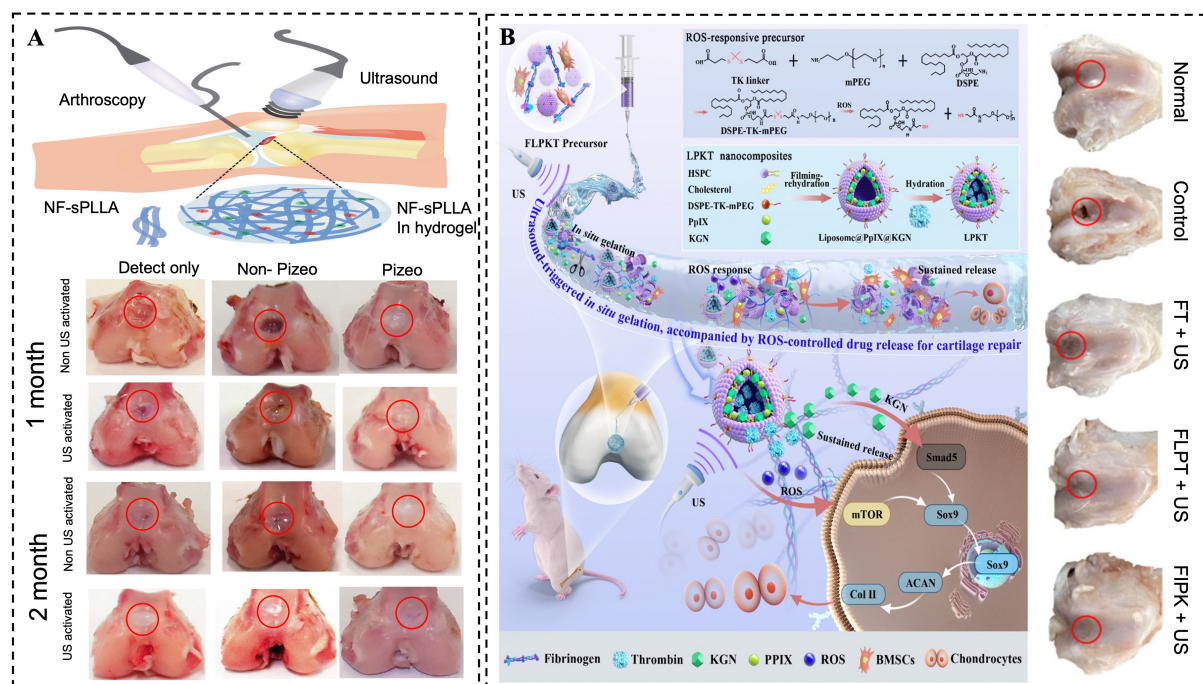 A
Arthroscopy
Ultrasound
NF-sPLLA
NF-sPLLA
In hydrogel
Detect only
Non- Pizeo
Pizeo
1 month
Non US activated
US activated
2 month
Non US activated
US activated
B
FLPKT Precursor
US
ROS-responsive precursor
TK linker
+
mPEG
+
DSPE
DSPE-TK-mPEG
ROS
LPKT nanocomposites
HSPC
Cholesterol
DSPE-TK-mPEG
PpIX
KGN
Filming-
rehydration
Hydration
Liposome@PpIX@KGN
LPKT
In situ gelation
ROS response
Sustained release
Ultrasound-triggered in situ gelation, accompanied by ROS-controlled drug release for cartilage repair
KGN
Sustained release
US
ROS
Smad5
mTOR
Sox9
Sox9
ACAN
Col II
Fibrinogen
Thrombin
KGN
PPIX
ROS
BMSCs
Chondrocytes
Normal
Control
FT + US
FLPT + US
FIPK + US